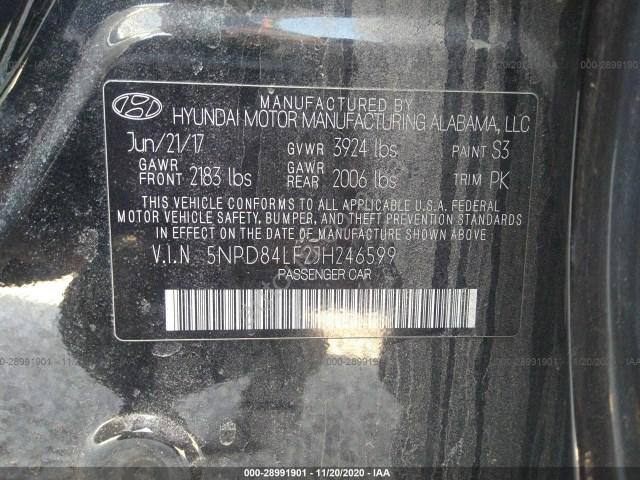 MANUFACTURED BY
HYUNDAI MOTOR MANUFACTURING ALABAMA, LLC
Jun/21/17 GVWR 3924 lbs PAINT S3
GAWR FRONT 2183 lbs GAWR REAR 2006 lbs TRIM PK
THIS VEHICLE CONFORMS TO ALL APPLICABLE U.S.A. FEDERAL
MOTOR VEHICLE SAFETY, BUMPER, AND THEFT PREVENTION STANDARDS
IN EFFECT ON THE DATE OF MANUFACTURE SHOWN ABOVE.
V.I.N 5NPD84LF2JH246599
PASSENGER CAR
000-28991901 • 11/20/2020 • IAA